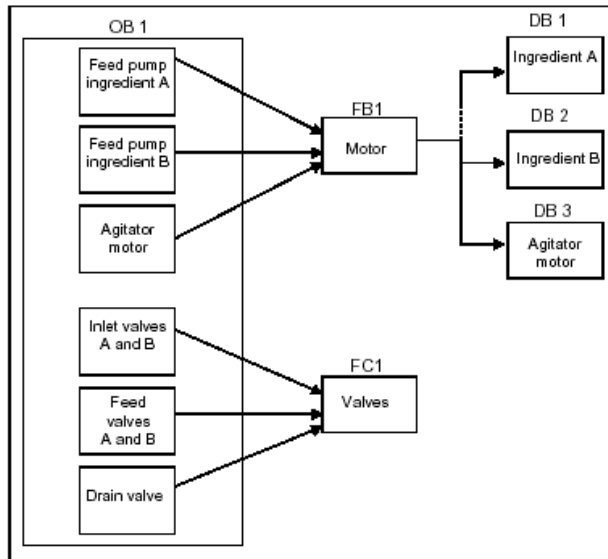 OB 1
Feed pump
ingredient A
Feed pump
ingredient B
Agitator
motor
Inlet valves
A and B
Feed
valves
A and B
Drain valve
FB1
Motor
FC1
Valves
DB 1
Ingredient A
DB 2
Ingredient B
DB 3
Agitator
motor